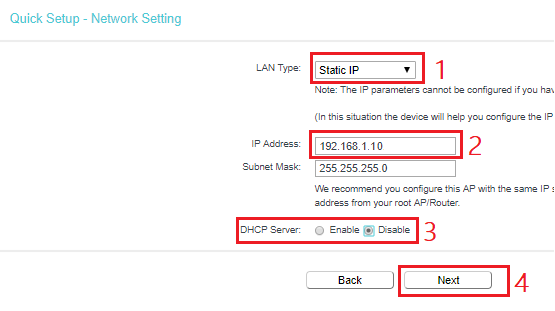 Quick Setup - Network Setting
LAN Type: Static IP 1
Note: The IP parameters cannot be configured if you have
(In this situation the device will help you configure the IP
IP Address: 192.168.1.10 2
Subnet Mask: 255.255.255.0
We recommend you configure this AP with the same IP s
address from your root AP/Router.
DHCP Server: Enable Disable 3
Back Next 4